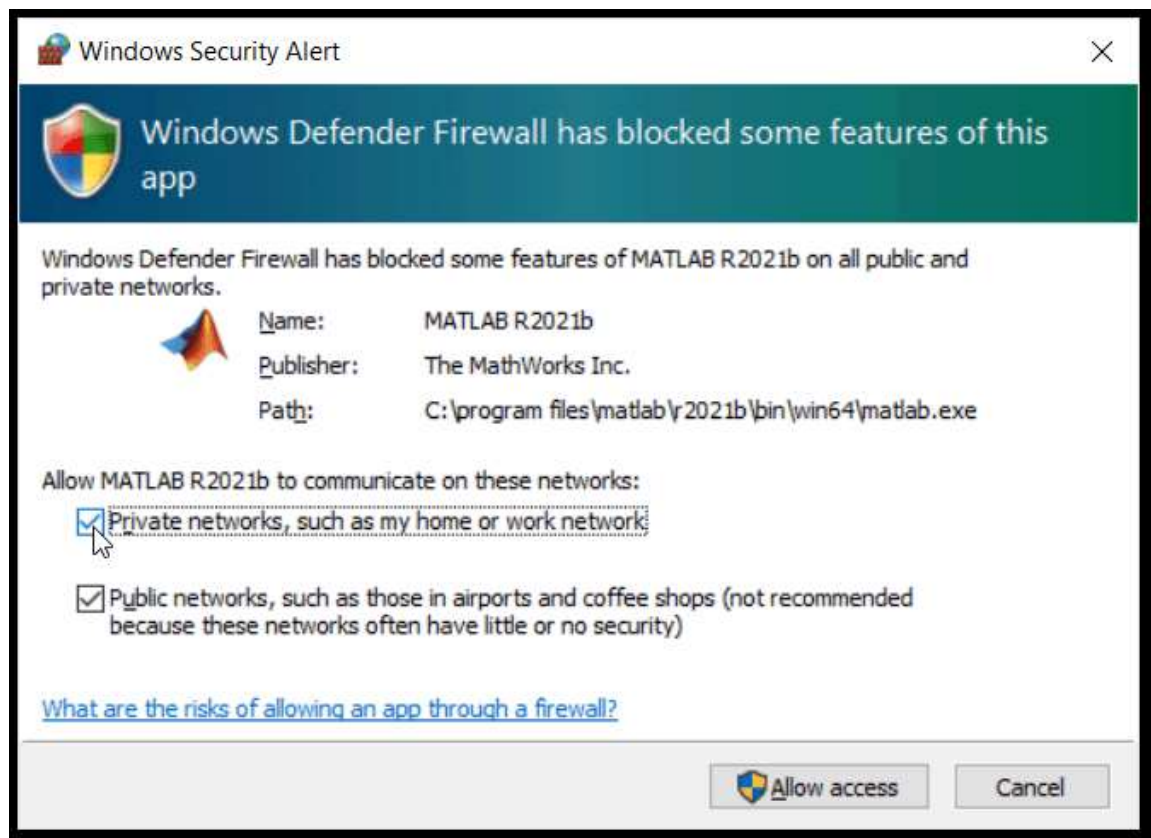 Windows Security Alert
Windows Defender Firewall has blocked some features of this
app
Windows Defender Firewall has blocked some features of MATLAB R2021b on all public and
private networks.
Name: MATLAB R2021b
Publisher: The MathWorks Inc.
Path: C:\program files\matlab\r2021b\bin\win64\matlab.exe
Allow MATLAB R2021b to communicate on these networks:
Private networks, such as my home or work network
Public networks, such as those in airports and coffee shops (not recommended
because these networks often have little or no security)
What are the risks of allowing an app through a firewall?
Allow access Cancel